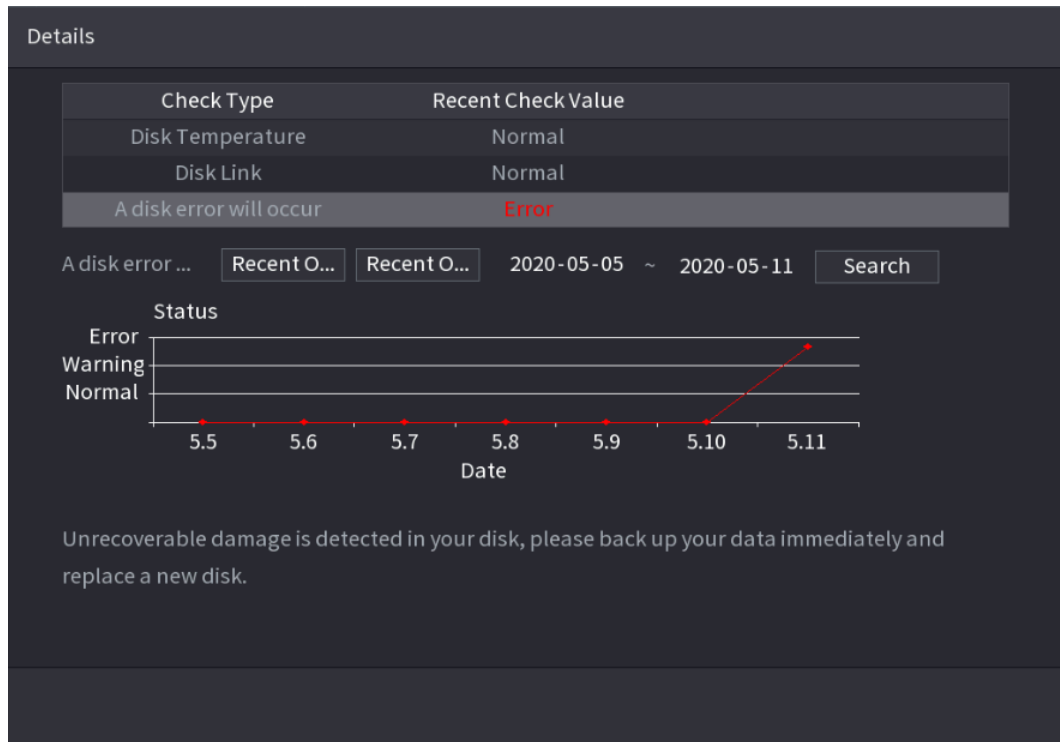 Details
Check Type Recent Check Value
Disk Temperature Normal
Disk Link Normal
A disk error will occur Error
A disk error ... Recent O... Recent O... 2020-05-05 ~ 2020-05-11 Search
Status
Error
Warning
Normal
5.5 5.6 5.7 5.8 5.9 5.10 5.11
Date
Unrecoverable damage is detected in your disk, please back up your data immediately and
replace a new disk.